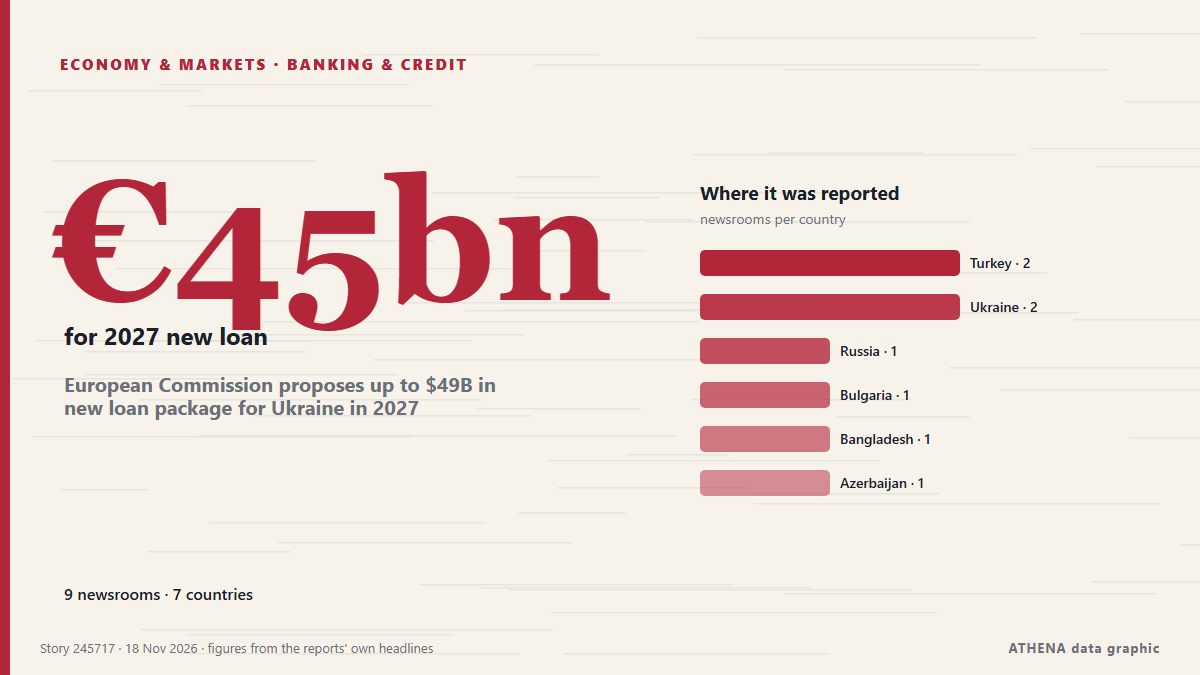 ECONOMY & MARKETS · BANKING & CREDIT
€45bn
for 2027 new loan
European Commission proposes up to $49B in
new loan package for Ukraine in 2027
9 newsrooms · 7 countries
Where it was reported
newsrooms per country
Turkey · 2
Ukraine · 2
Russia · 1
Bulgaria · 1
Bangladesh · 1
Azerbaijan · 1
Story 245717 · 18 Nov 2026 · figures from the reports' own headlines
ATHENA data graphic